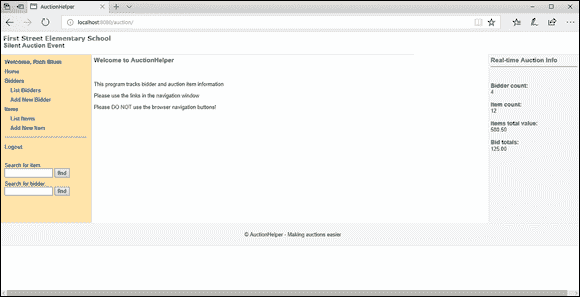 AuctionHelper
localhost:8080/auction/
First Street Elementary School
Silent Auction Event
Welcome, Rich Blum
Home
Bidders
List Bidders
Add New Bidder
Items
List Items
Add New Item
Logout
Search for item
find
Search for bidder
find
Welcome to AuctionHelper
This program tracks bidder and auction item information
Please use the links in the navigation window
Please DO NOT use the browser navigation buttons!
Real-time Auction Info
Bidder count:
4
Item count:
12
Items total value:
500.50
Bid totals:
125.00
© AuctionHelper - Making auctions easier